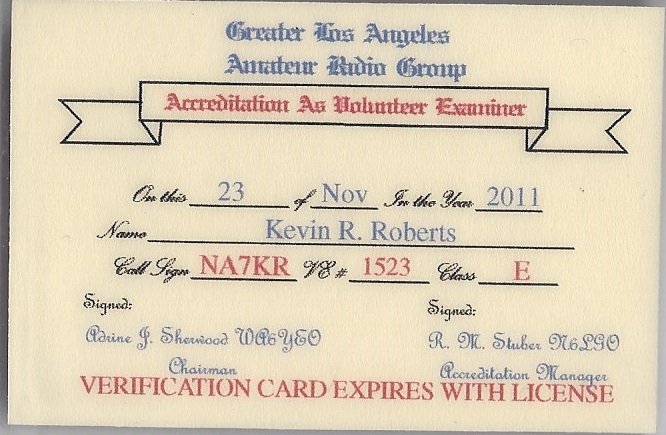 Greater Los Angeles
Amateur Radio Group
Accreditation As Volunteer Examiner
On this 23 of Nov In the Year 2011
Name Kevin R. Roberts
Call Sign NA7KR VE # 1523 Class E
Signed: Signed:
Adrine J. Sherwood WA6YEO R. M. Stuber N6LGO
Chairman Accreditation Manager
VERIFICATION CARD EXPIRES WITH LICENSE